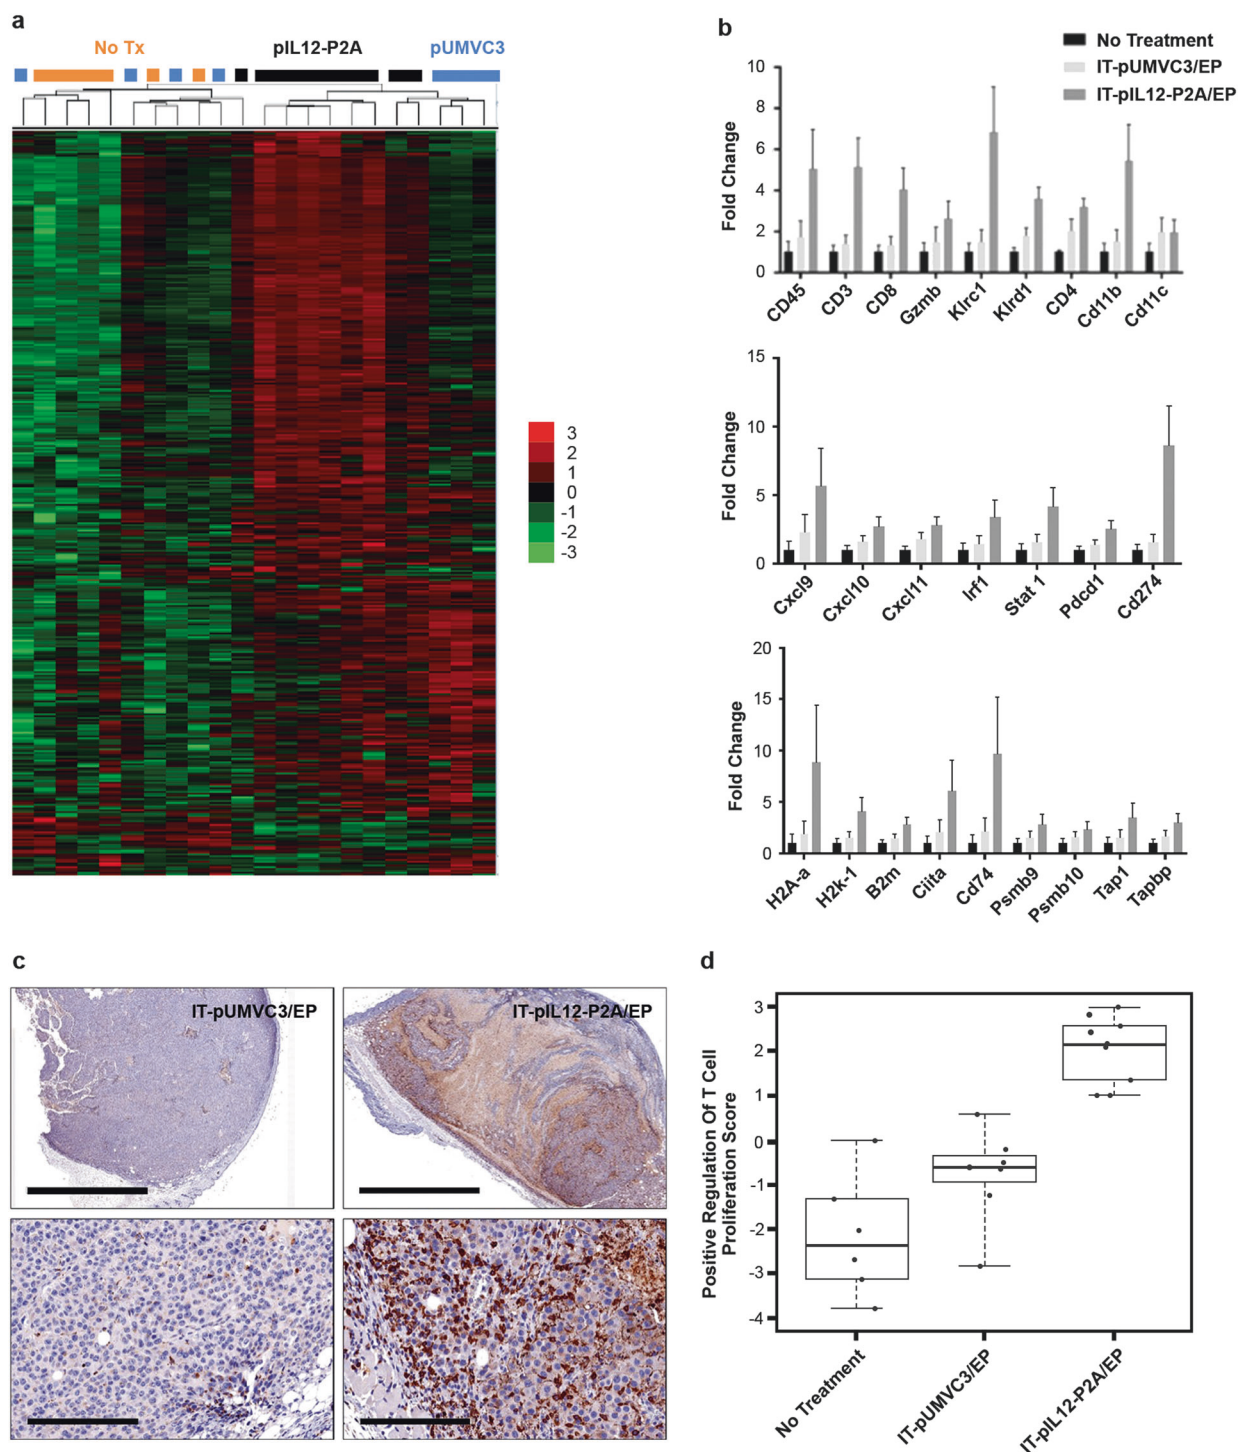 a
No Tx pIL12-P2A pUMVC3
3
2
1
0
-1
-2
-3
b
No Treatment
IT-pUMVC3/EP
IT-pIL12-P2A/EP
Fold Change
10
8
6
4
2
0
CD45 CD3 CD8 Gzmb Klrc1 Klrd1 CD4 Cd11b Cd11c
Fold Change
15
10
5
0
Cxcl9 Cxcl10 Cxcl11 Irf1 Stat 1 Pdcd1 Cd274
Fold Change
20
15
10
5
0
H2A-a H2k-1 B2m Ciita Cd74 Psmb9 Psmb10 Tap1 Tapbp
c
IT-pUMVC3/EP IT-pIL12-P2A/EP
d
Positive Regulation Of T Cell
Proliferation Score
3
2
1
0
-1
-2
-3
-4
No Treatment IT-pUMVC3/EP IT-pIL12-P2A/EP